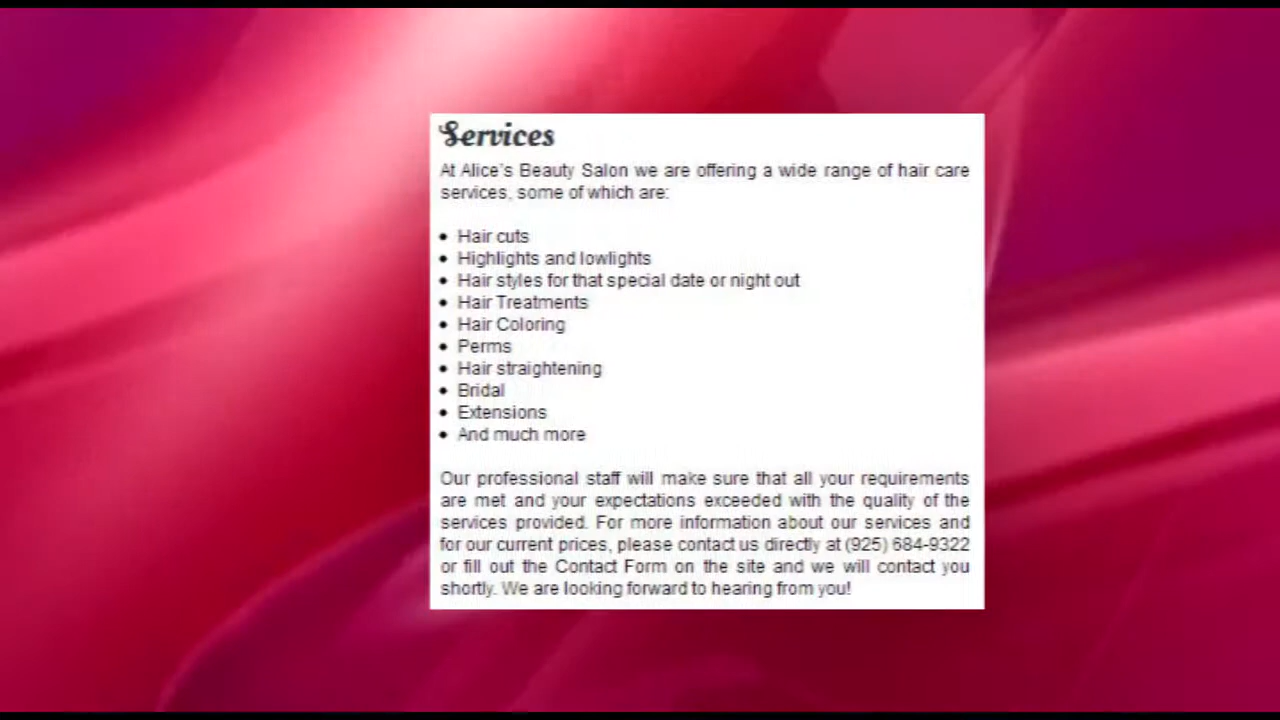 Services
At Alice's Beauty Salon we are offering a wide range of hair care
services, some of which are:
• Hair cuts
• Highlights and lowlights
• Hair styles for that special date or night out
• Hair Treatments
• Hair Coloring
• Perms
• Hair straightening
• Bridal
• Extensions
• And much more
Our professional staff will make sure that all your requirements
are met and your expectations exceeded with the quality of the
services provided. For more information about our services and
for our current prices, please contact us directly at (925) 684-9322
or fill out the Contact Form on the site and we will contact you
shortly. We are looking forward to hearing from you!